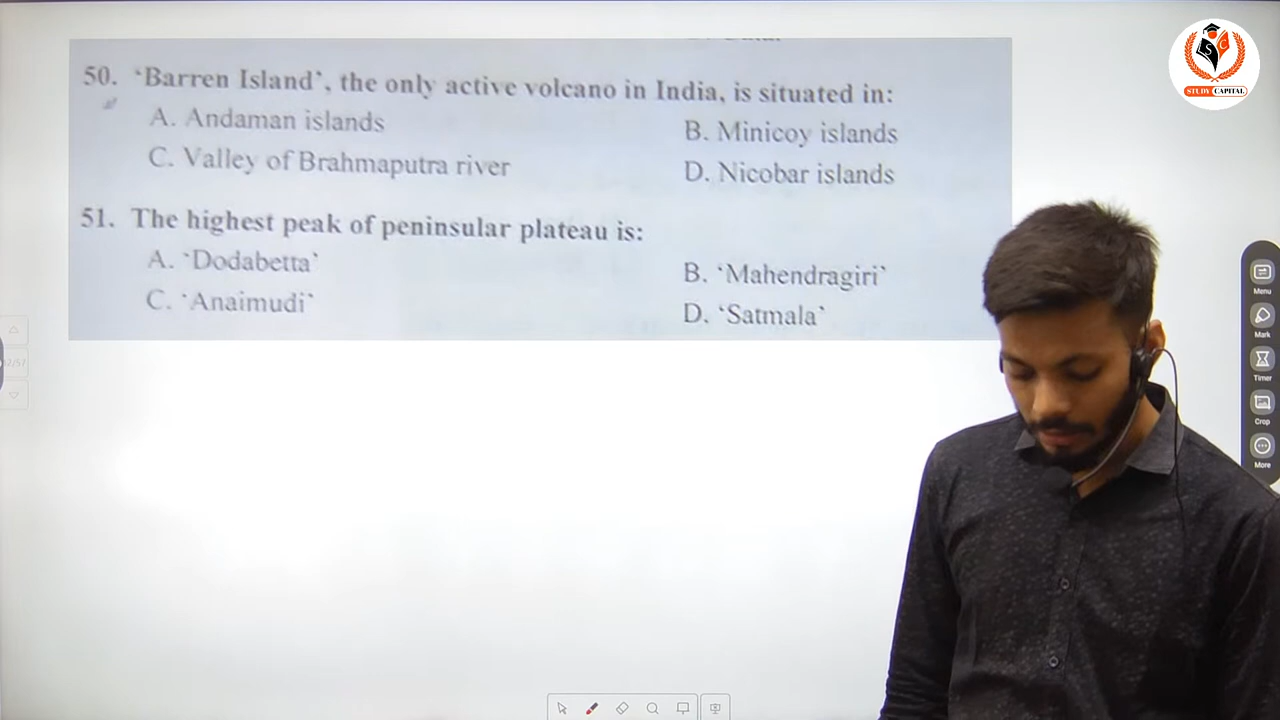 STUDY CAPITAL
50. ‘Barren Island’, the only active volcano in India, is situated in:
A. Andaman islands
B. Minicoy islands
C. Valley of Brahmaputra river
D. Nicobar islands
51. The highest peak of peninsular plateau is:
A. ‘Dodabetta’
B. ‘Mahendragiri’
C. ‘Anaimudi’
D. ‘Satmala’
Menu
Mark
Timer
Crop
More